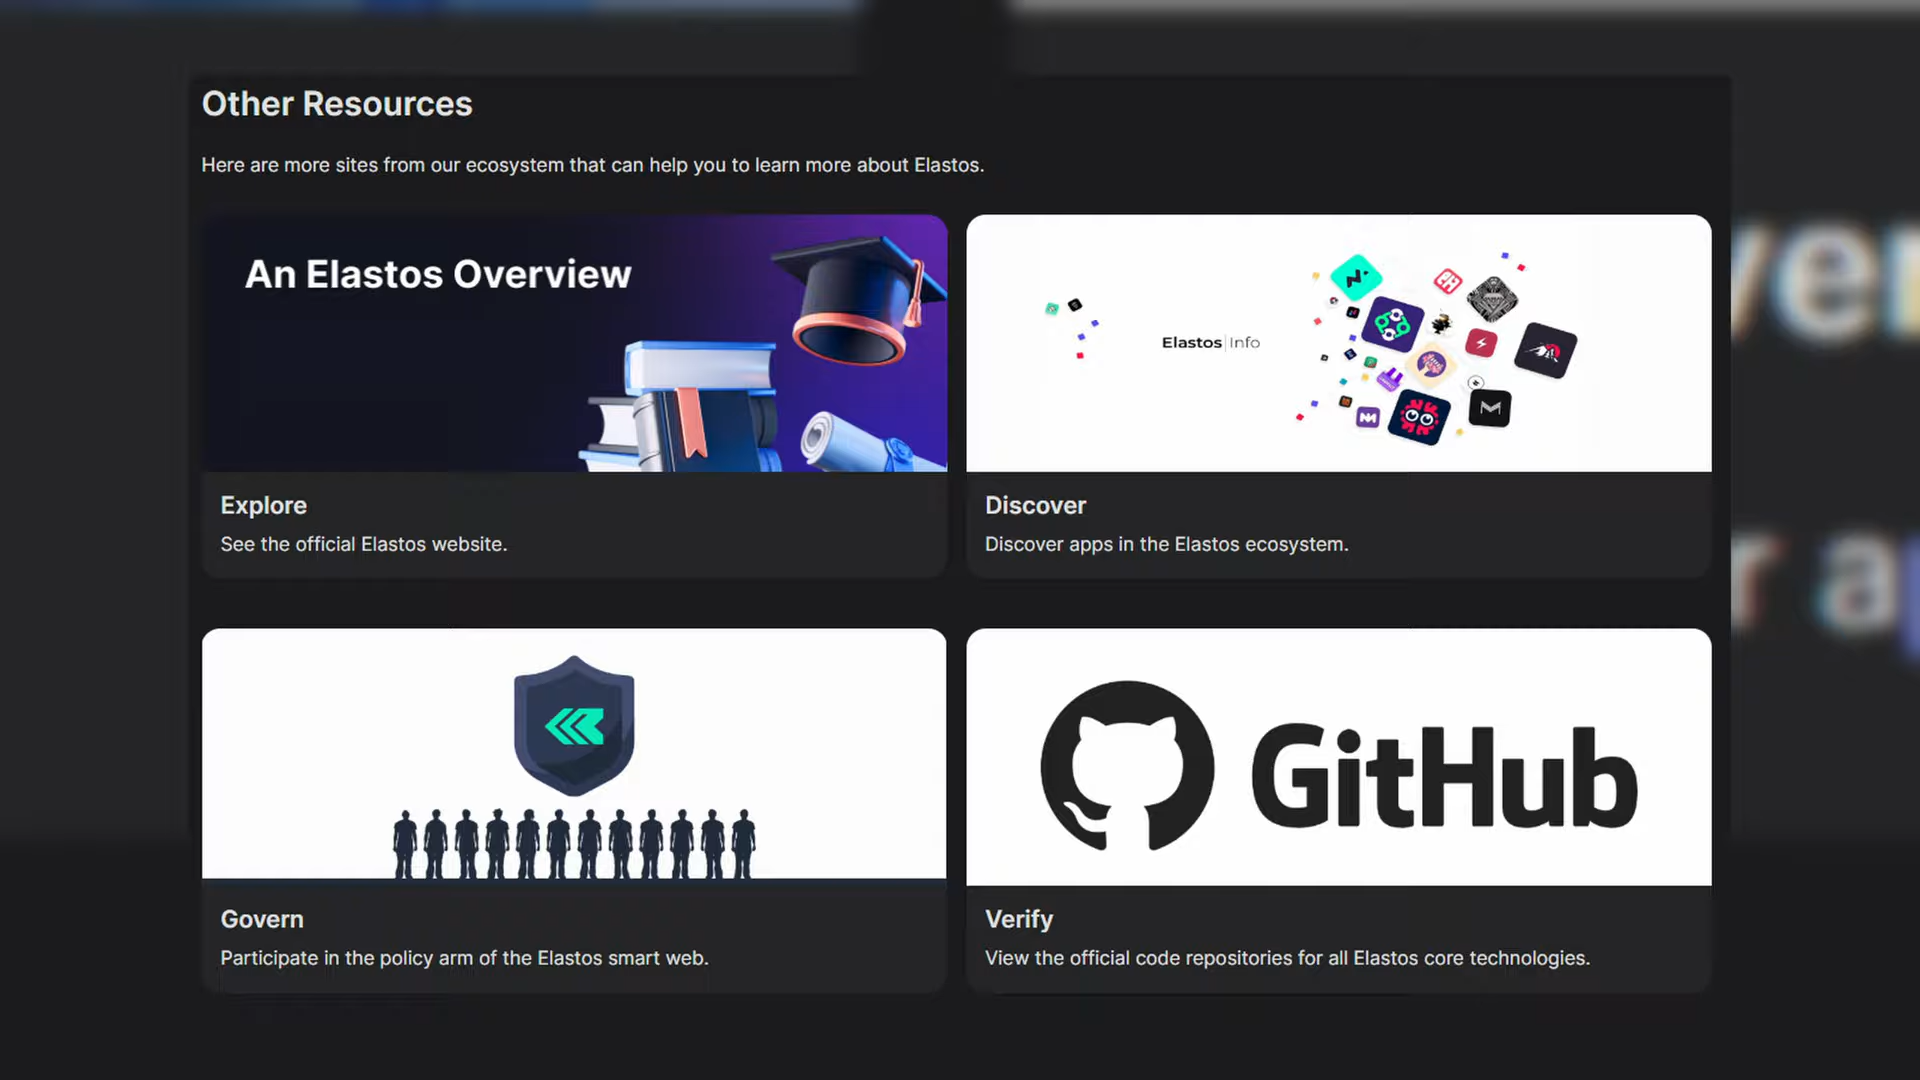 Other Resources
Here are more sites from our ecosystem that can help you to learn more about Elastos.
An Elastos Overview
Explore
See the official Elastos website.
Elastos|Info
Discover
Discover apps in the Elastos ecosystem.
Govern
Participate in the policy arm of the Elastos smart web.
GitHub
Verify
View the official code repositories for all Elastos core technologies.